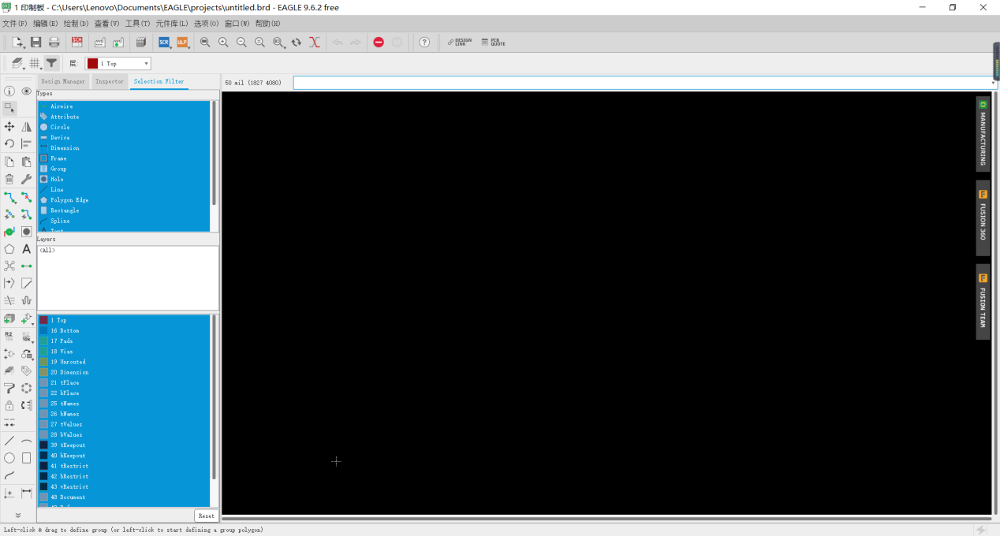 1 印制板 - C:\Users\Lenovo\Documents\EAGLE\projects\untitled.brd - EAGLE 9.6.2 free
文件(F) 编辑(E) 绘制(D) 查看(V) 工具(T) 元件库(L) 选项(O) 窗口(W) 帮助(H)
SCH SCR ULP DESIGN LINK PCB QUOTE
层: 1 Top
Design Manager Inspector Selection Filter
50 mil (1827 4080)
Types
Airwire
Attribute
Circle
Device
Dimension
Frame
Group
Hole
Line
Polygon Edge
Rectangle
Spline
Text
Layers
<All>
1 Top
16 Bottom
17 Pads
18 Vias
19 Unrouted
20 Dimension
21 tPlace
22 bPlace
25 tNames
26 bNames
27 tValues
28 bValues
39 tKeepout
40 bKeepout
41 tRestrict
42 bRestrict
43 vRestrict
48 Document
Reset
R2 10k
R2 10k
MANUFACTURING
FUSION 360
FUSION TEAM
Left-click & drag to define group (or left-click to start defining a group polygon)